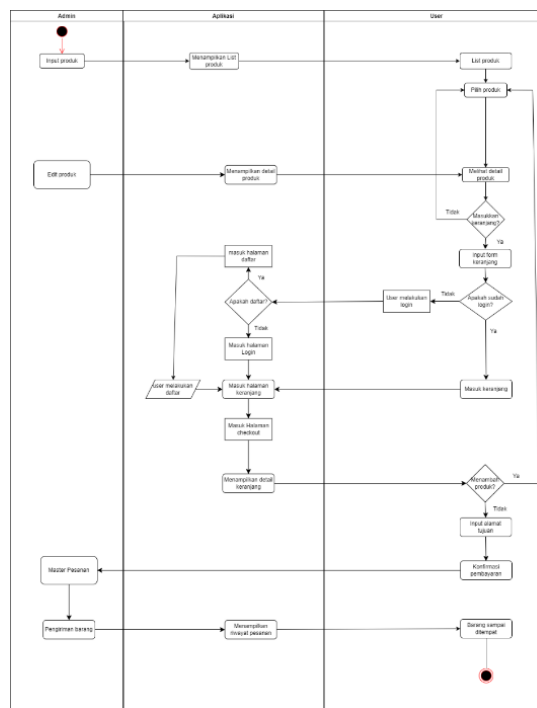 Admin
Aplikasi
User
Input produk
Menampilkan List
produk
List produk
Pilih produk
Edit produk
Menampilkan detail
produk
Melihat detail
produk
Tidak
Masukkan
keranjang?
Ya
Input form
keranjang
masuk halaman
daftar
Ya
Apakah daftar?
Tidak
User melakukan
login
Tidak
Apakah sudah
login?
Ya
Masuk halaman
Login
user melakukan
daftar
Masuk halaman
keranjang
Masuk keranjang
Masuk Halaman
checkout
Menampilkan detail
keranjang
Menambah
produk?
Ya
Tidak
Input alamat
tujuan
Master Pesanan
Konfirmasi
pembayaran
Pengiriman barang
Menampilkan
riwayat pesanan
Barang sampai
ditempat